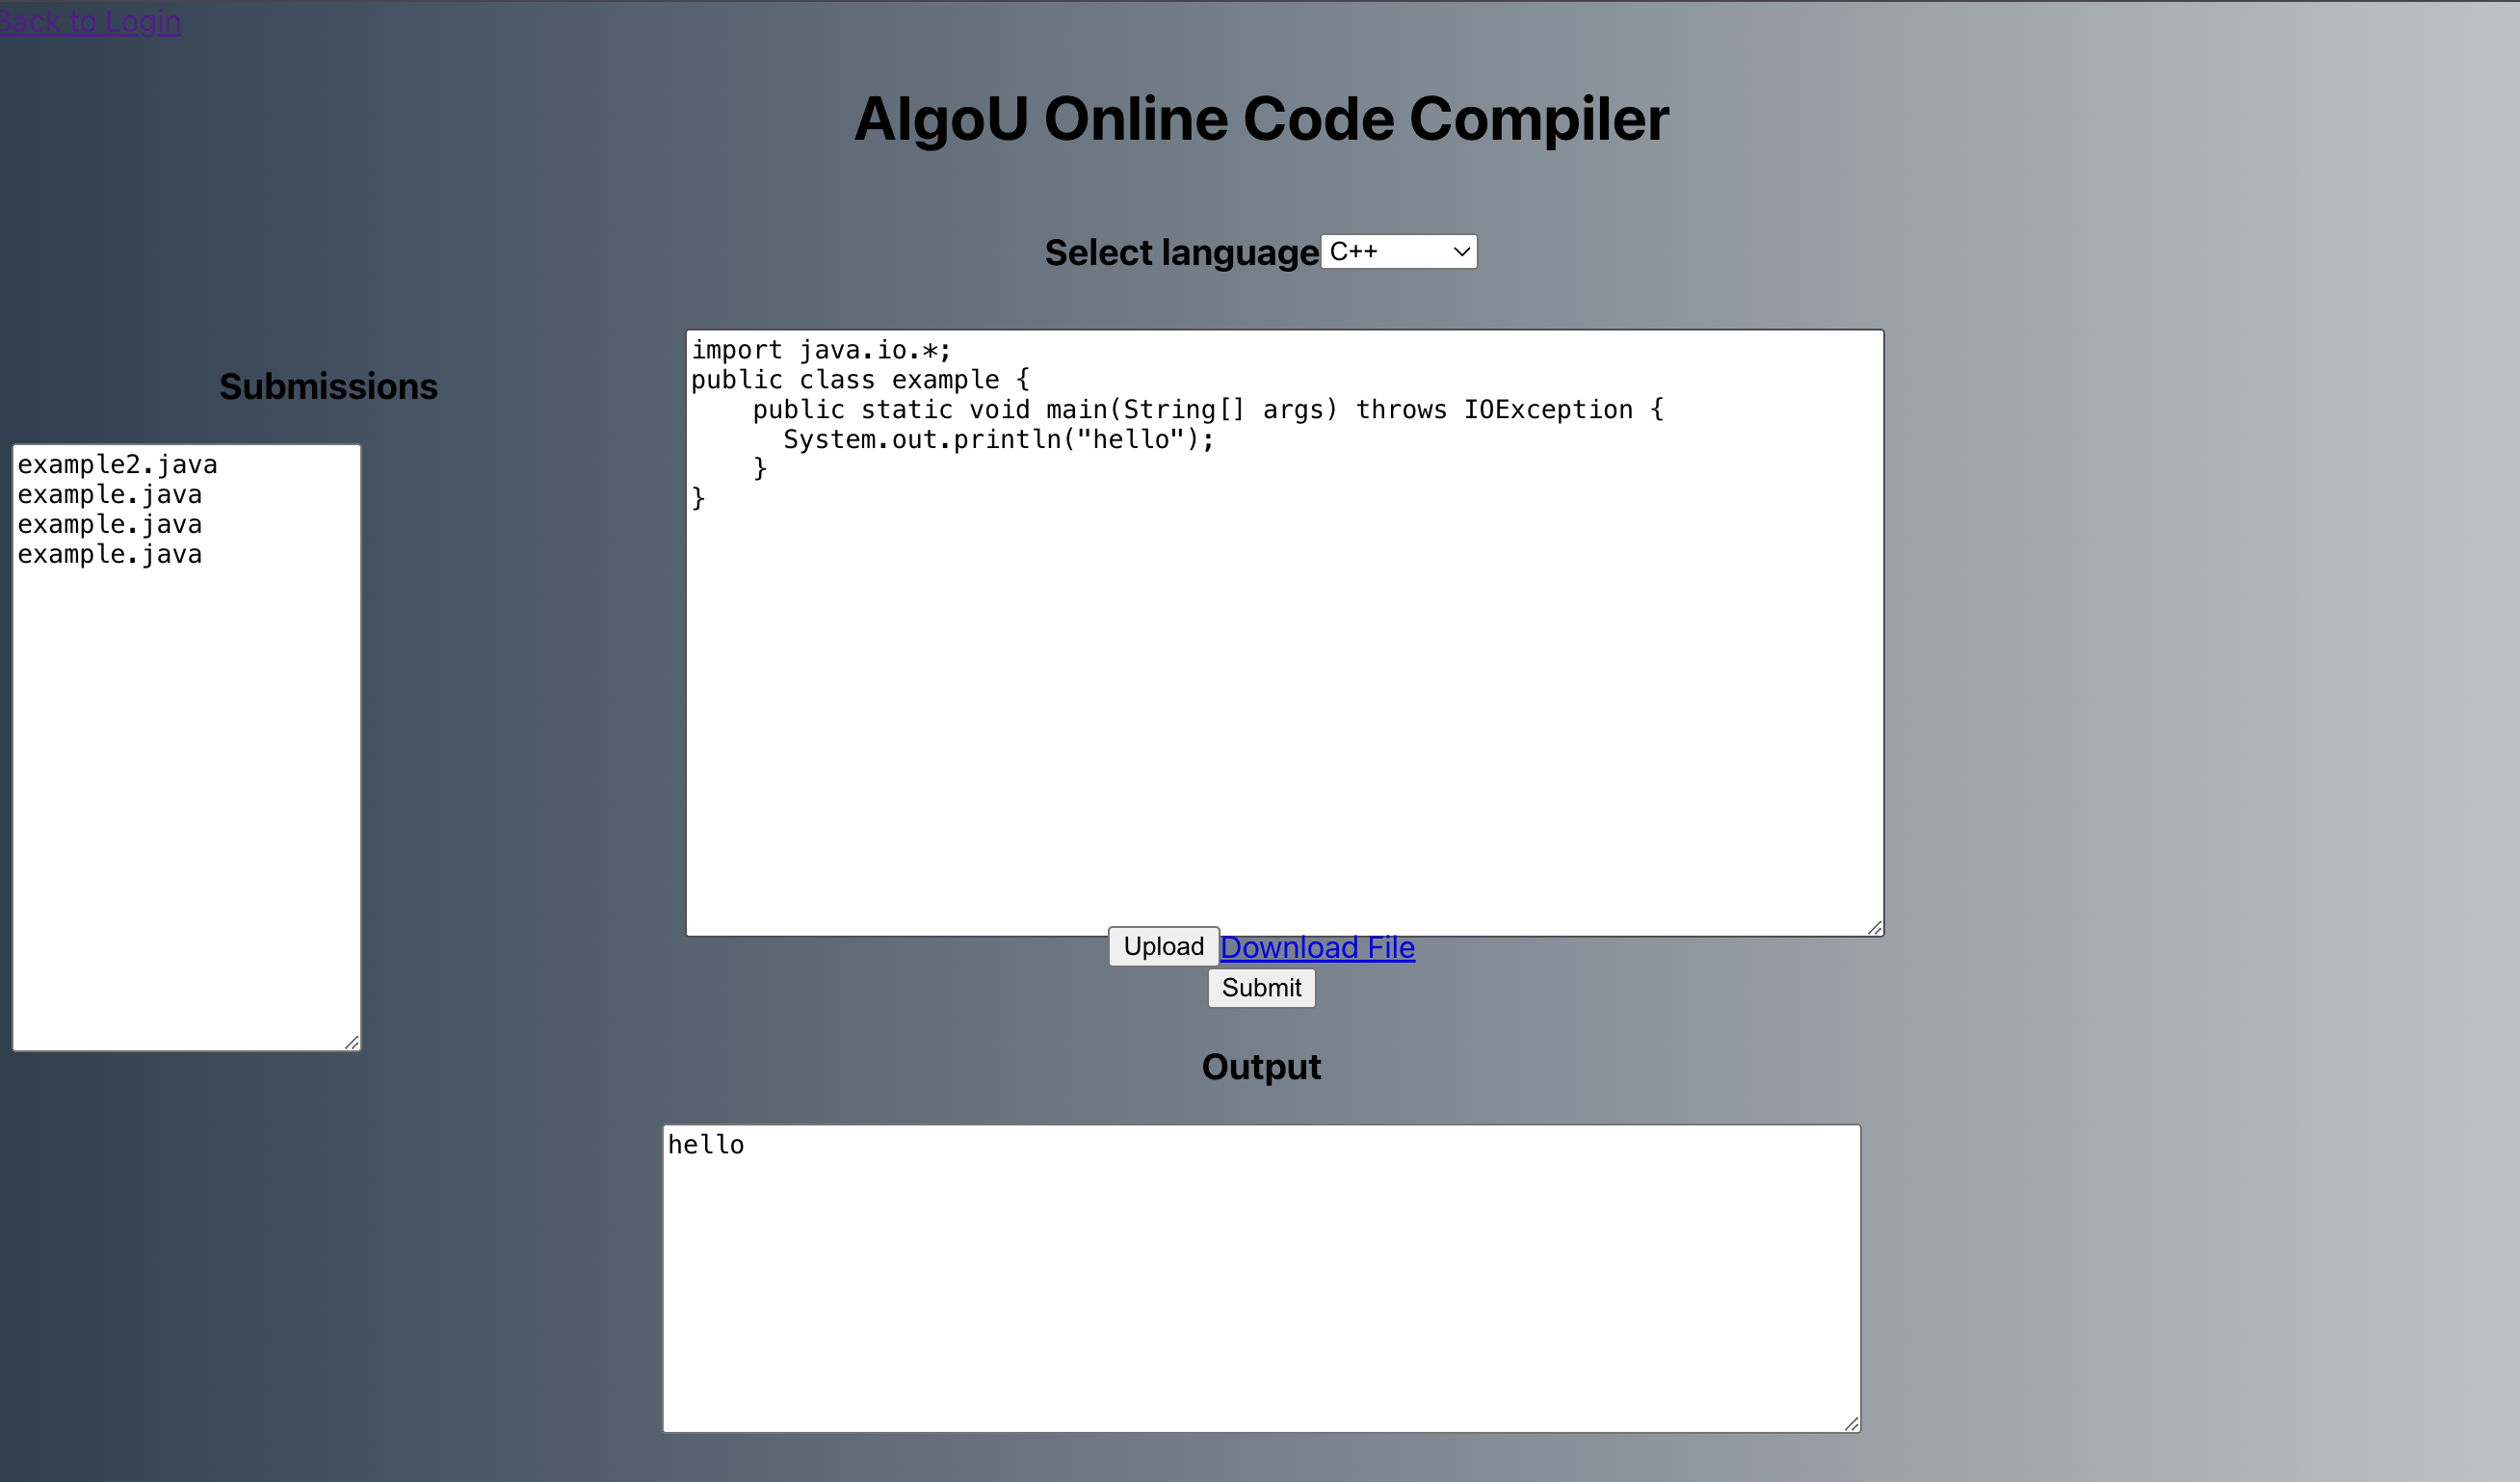 Back to Login
AlgoU Online Code Compiler
Select language C++
Submissions
example2.java
example.java
example.java
example.java
import java.io.*;
public class example {
    public static void main(String[] args) throws IOException {
      System.out.println("hello");
    }
}
Upload Download File
Submit
Output
hello